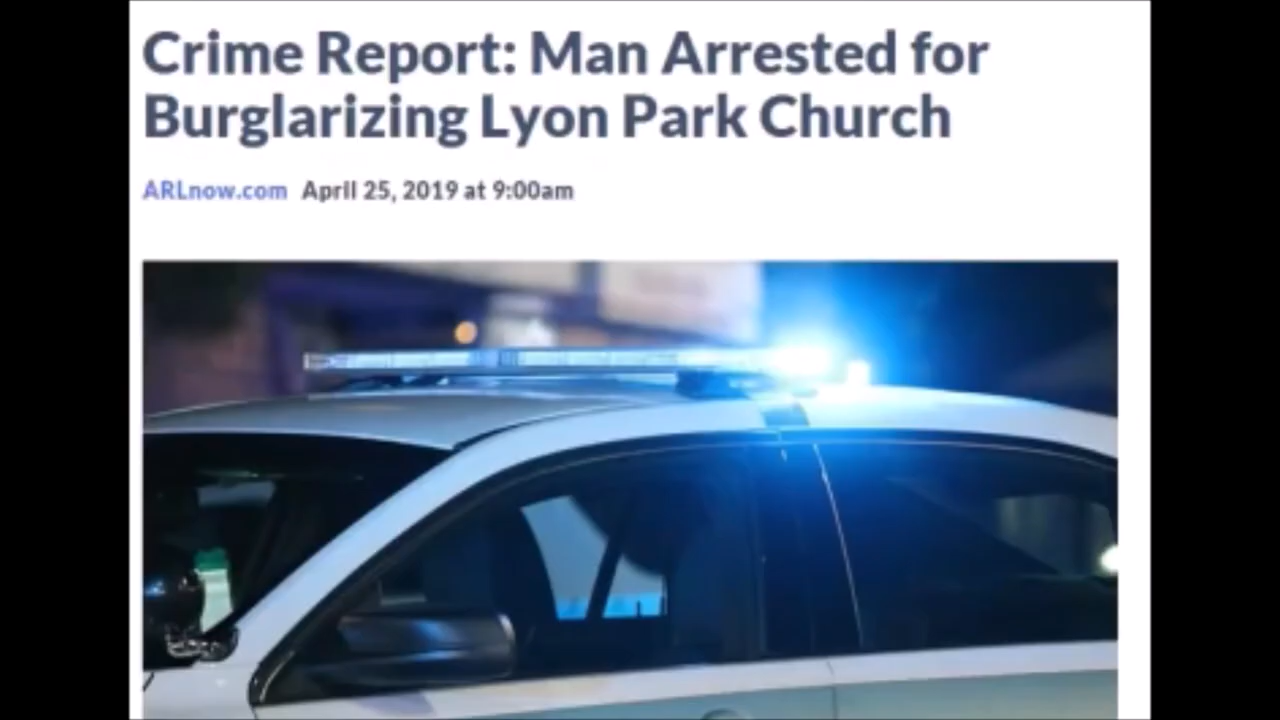 Crime Report: Man Arrested for
Burglarizing Lyon Park Church
ARLnow.com April 25, 2019 at 9:00am